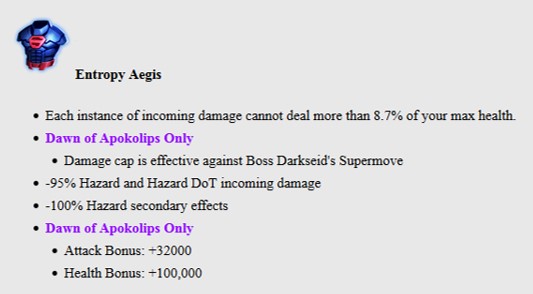 Entropy Aegis
• Each instance of incoming damage cannot deal more than 8.7% of your max health.
• Dawn of Apokolips Only
• Damage cap is effective against Boss Darkseid's Supermove
• -95% Hazard and Hazard DoT incoming damage
• -100% Hazard secondary effects
• Dawn of Apokolips Only
• Attack Bonus: +32000
• Health Bonus: +100,000